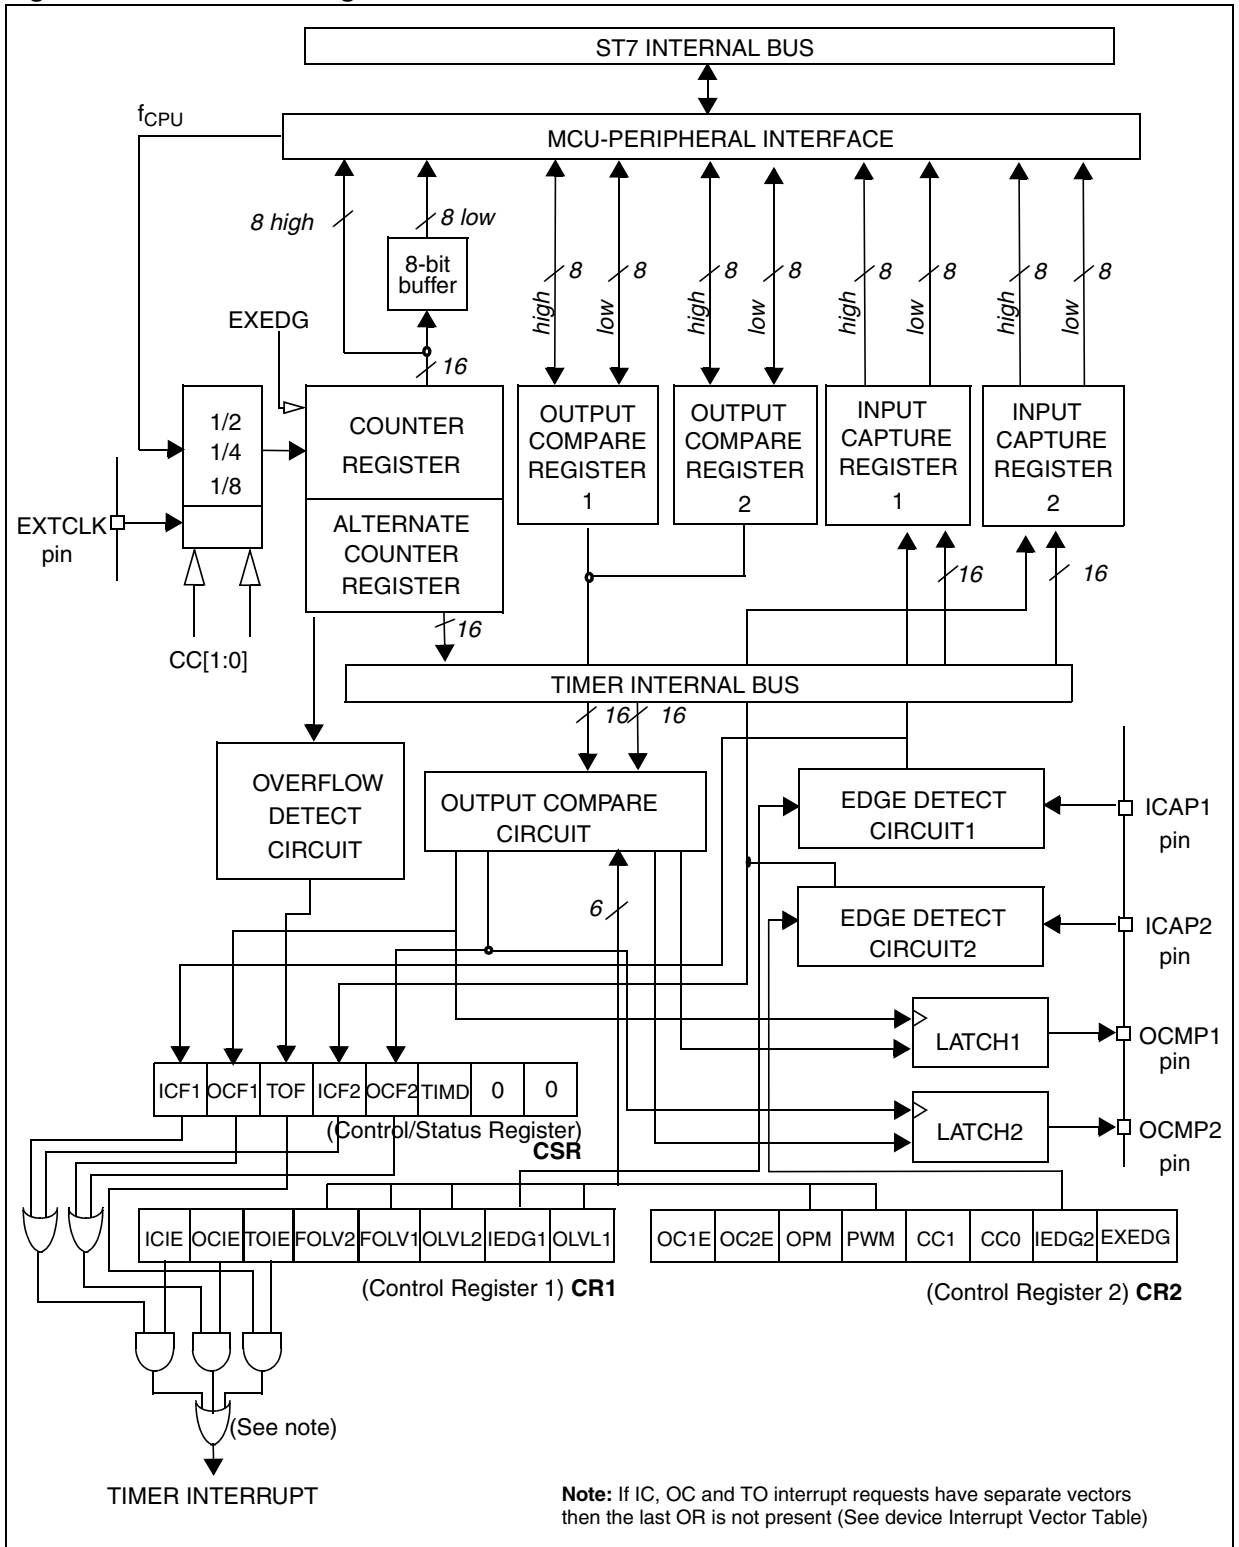 ST7 INTERNAL BUS
fCPU
MCU-PERIPHERAL INTERFACE
8 high
8 low
8-bit
buffer
high
8
low
8
high
8
low
8
high
8
low
8
high
8
low
8
EXEDG
16
1/2
1/4
1/8
COUNTER
REGISTER
OUTPUT
COMPARE
REGISTER
1
OUTPUT
COMPARE
REGISTER
2
INPUT
CAPTURE
REGISTER
1
INPUT
CAPTURE
REGISTER
2
EXTCLK
pin
ALTERNATE
COUNTER
REGISTER
16
16
16
CC[1:0]
TIMER INTERNAL BUS
16
16
OVERFLOW
DETECT
CIRCUIT
OUTPUT COMPARE
CIRCUIT
EDGE DETECT
CIRCUIT1
ICAP1
pin
6
EDGE DETECT
CIRCUIT2
ICAP2
pin
LATCH1
OCMP1
pin
ICF1 OCF1 TOF ICF2 OCF2 TIMD 0 0
(Control/Status Register)
CSR
LATCH2
OCMP2
pin
ICIE OCIE TOIE FOLV2 FOLV1 OLVL2 IEDG1 OLVL1
OC1E OC2E OPM PWM CC1 CC0 IEDG2 EXEDG
(Control Register 1) CR1
(Control Register 2) CR2
(See note)
TIMER INTERRUPT
Note: If IC, OC and TO interrupt requests have separate vectors
then the last OR is not present (See device Interrupt Vector Table)